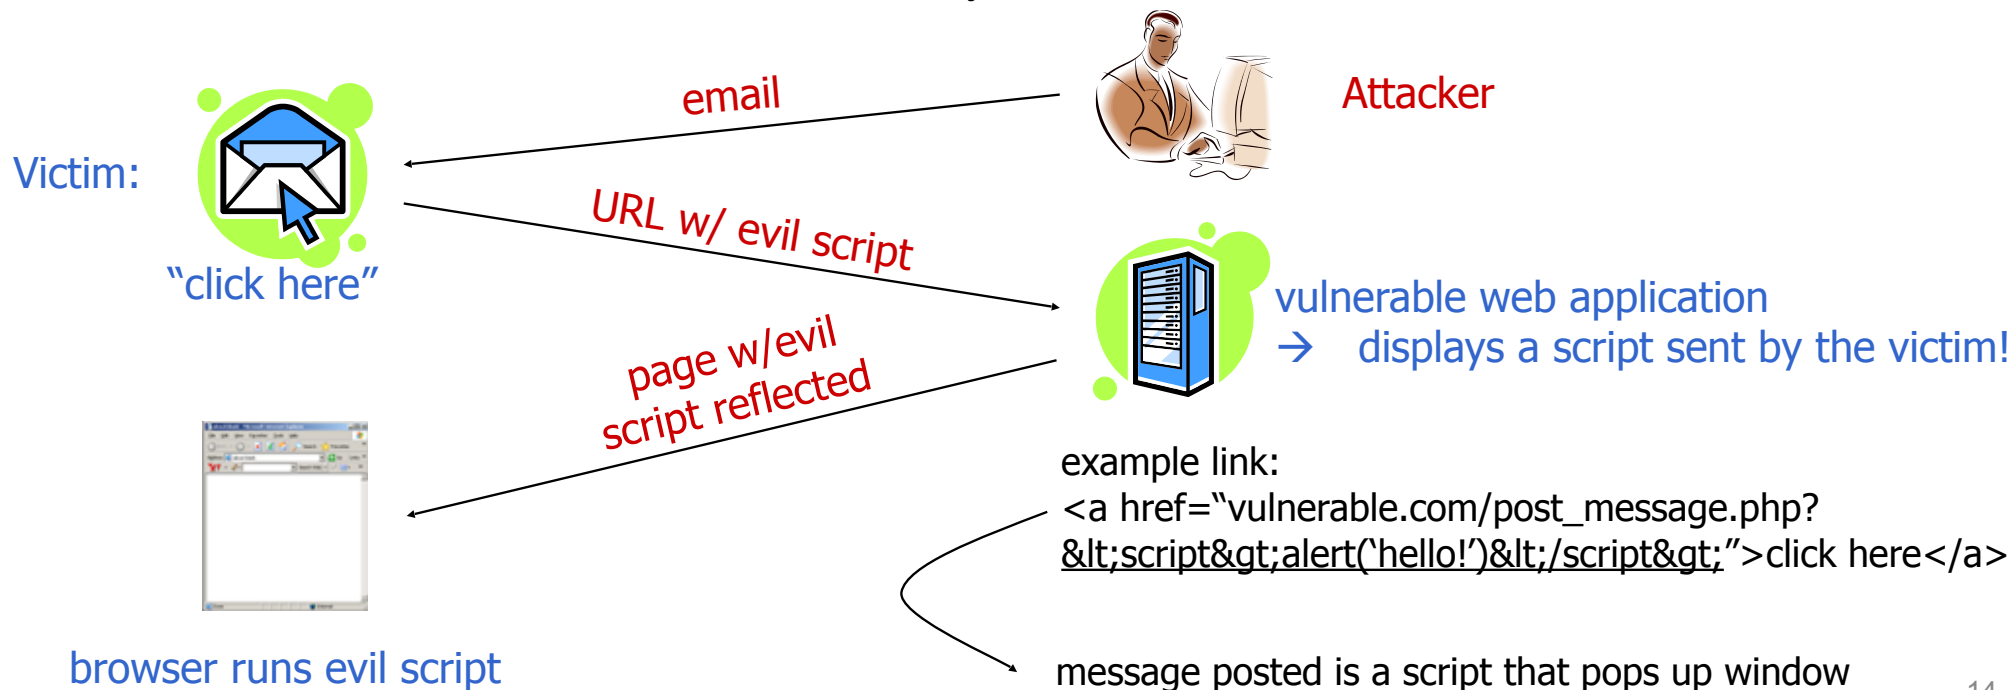 email
Attacker
Victim:
URL w/ evil script
“click here”
vulnerable web application
→ displays a script sent by the victim!
page w/evil
script reflected
example link:
<a href=“vulnerable.com/post_message.php?
&lt;script&gt;alert(‘hello!’)&lt;/script&gt;”>click here</a>
browser runs evil script
message posted is a script that pops up window